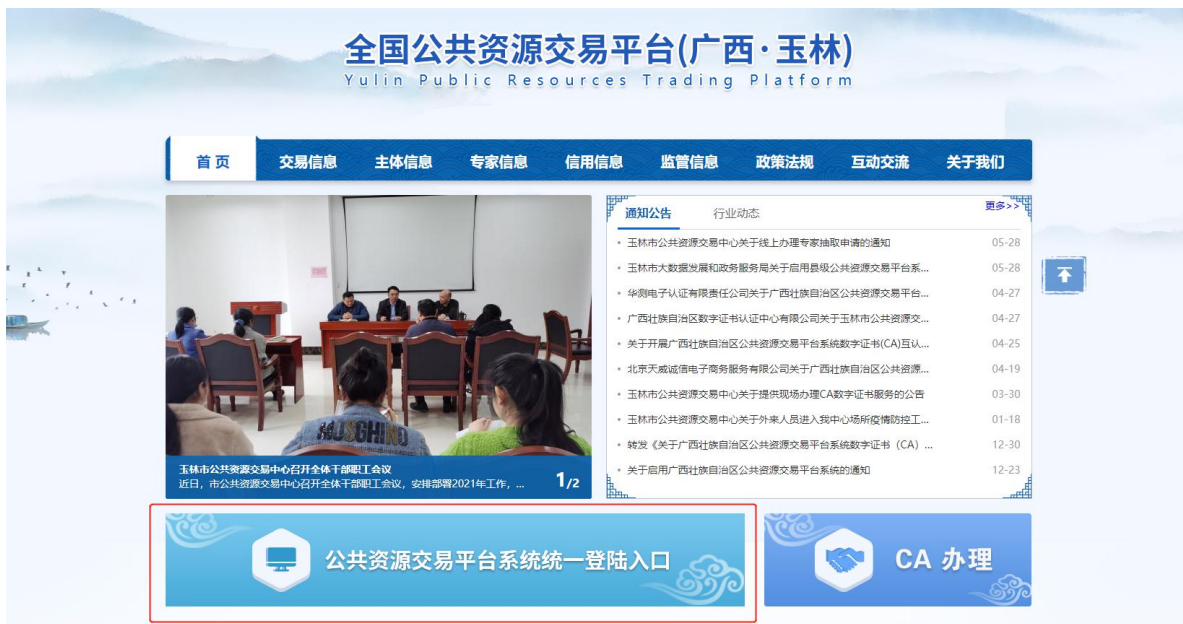 全国公共资源交易平台(广西·玉林)
Yulin Public Resources Trading Platform
首页 交易信息 主体信息 专家信息 信用信息 监管信息 政策法规 互动交流 关于我们
通知公告 行业动态 更多>>
玉林市公共资源交易中心关于线上办理专家抽取申请的通知 05-28
玉林市大数据发展和政务服务局关于启用县级公共资源交易平台系... 05-28
华测电子认证有限责任公司关于广西壮族自治区公共资源交易平台... 04-27
广西壮族自治区数字证书认证中心有限公司关于玉林市公共资源交... 04-27
关于开展广西壮族自治区公共资源交易平台系统数字证书(CA)互认... 04-25
北京天威诚信电子商务服务有限公司关于广西壮族自治区公共资源... 04-19
玉林市公共资源交易中心关于提供现场办理CA数字证书服务的公告 03-30
玉林市公共资源交易中心关于外来人员进入我中心场所疫情防控工... 01-18
转发《关于广西壮族自治区公共资源交易平台系统数字证书（CA）... 12-30
关于启用广西壮族自治区公共资源交易平台系统的通知 12-23
MOSGHINO
玉林市公共资源交易中心召开全体干部职工会议
近日，市公共资源交易中心召开全体干部职工会议，安排部署2021年工作，... 1/2
公共资源交易平台系统统一登陆入口
CA 办理